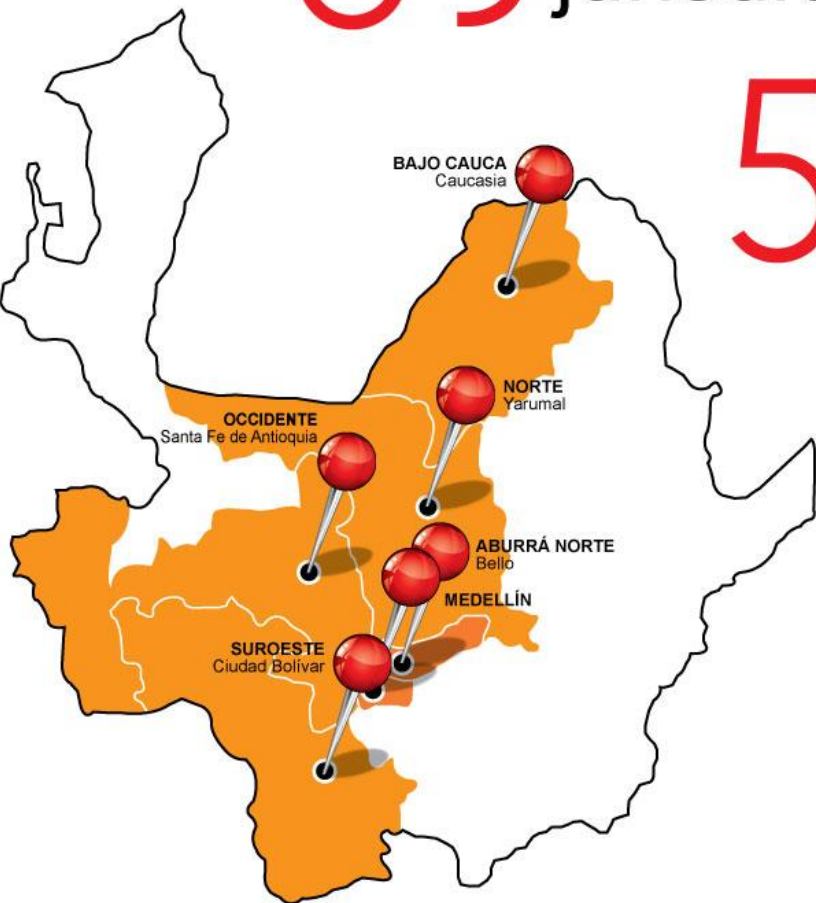 5
BAJO CAUCA
Caucasia
NORTE
Yarumal
OCCIDENTE
Santa Fe de Antioquia
ABURRÁ NORTE
Bello
MEDELLÍN
SUROESTE
Ciudad Bolívar